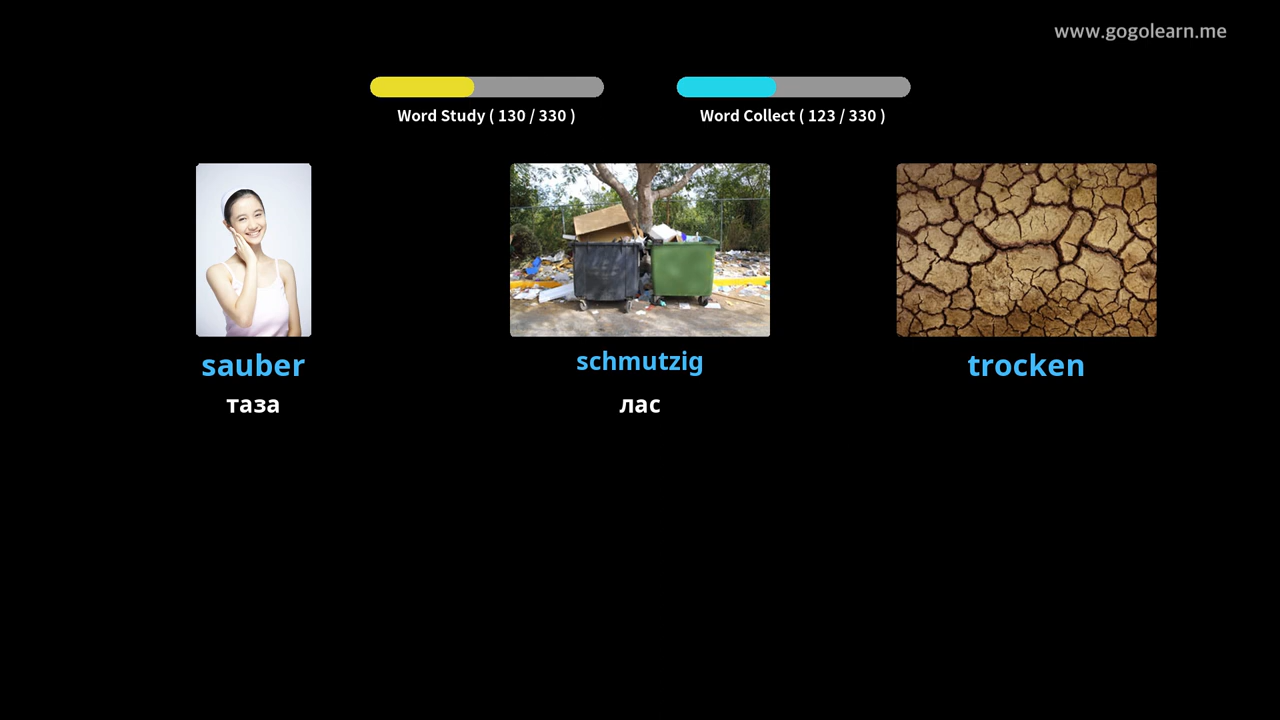 www.gogolearn.me
Word Study ( 130 / 330 )
Word Collect ( 123 / 330 )
sauber
schmutzig
trocken
таза
лас